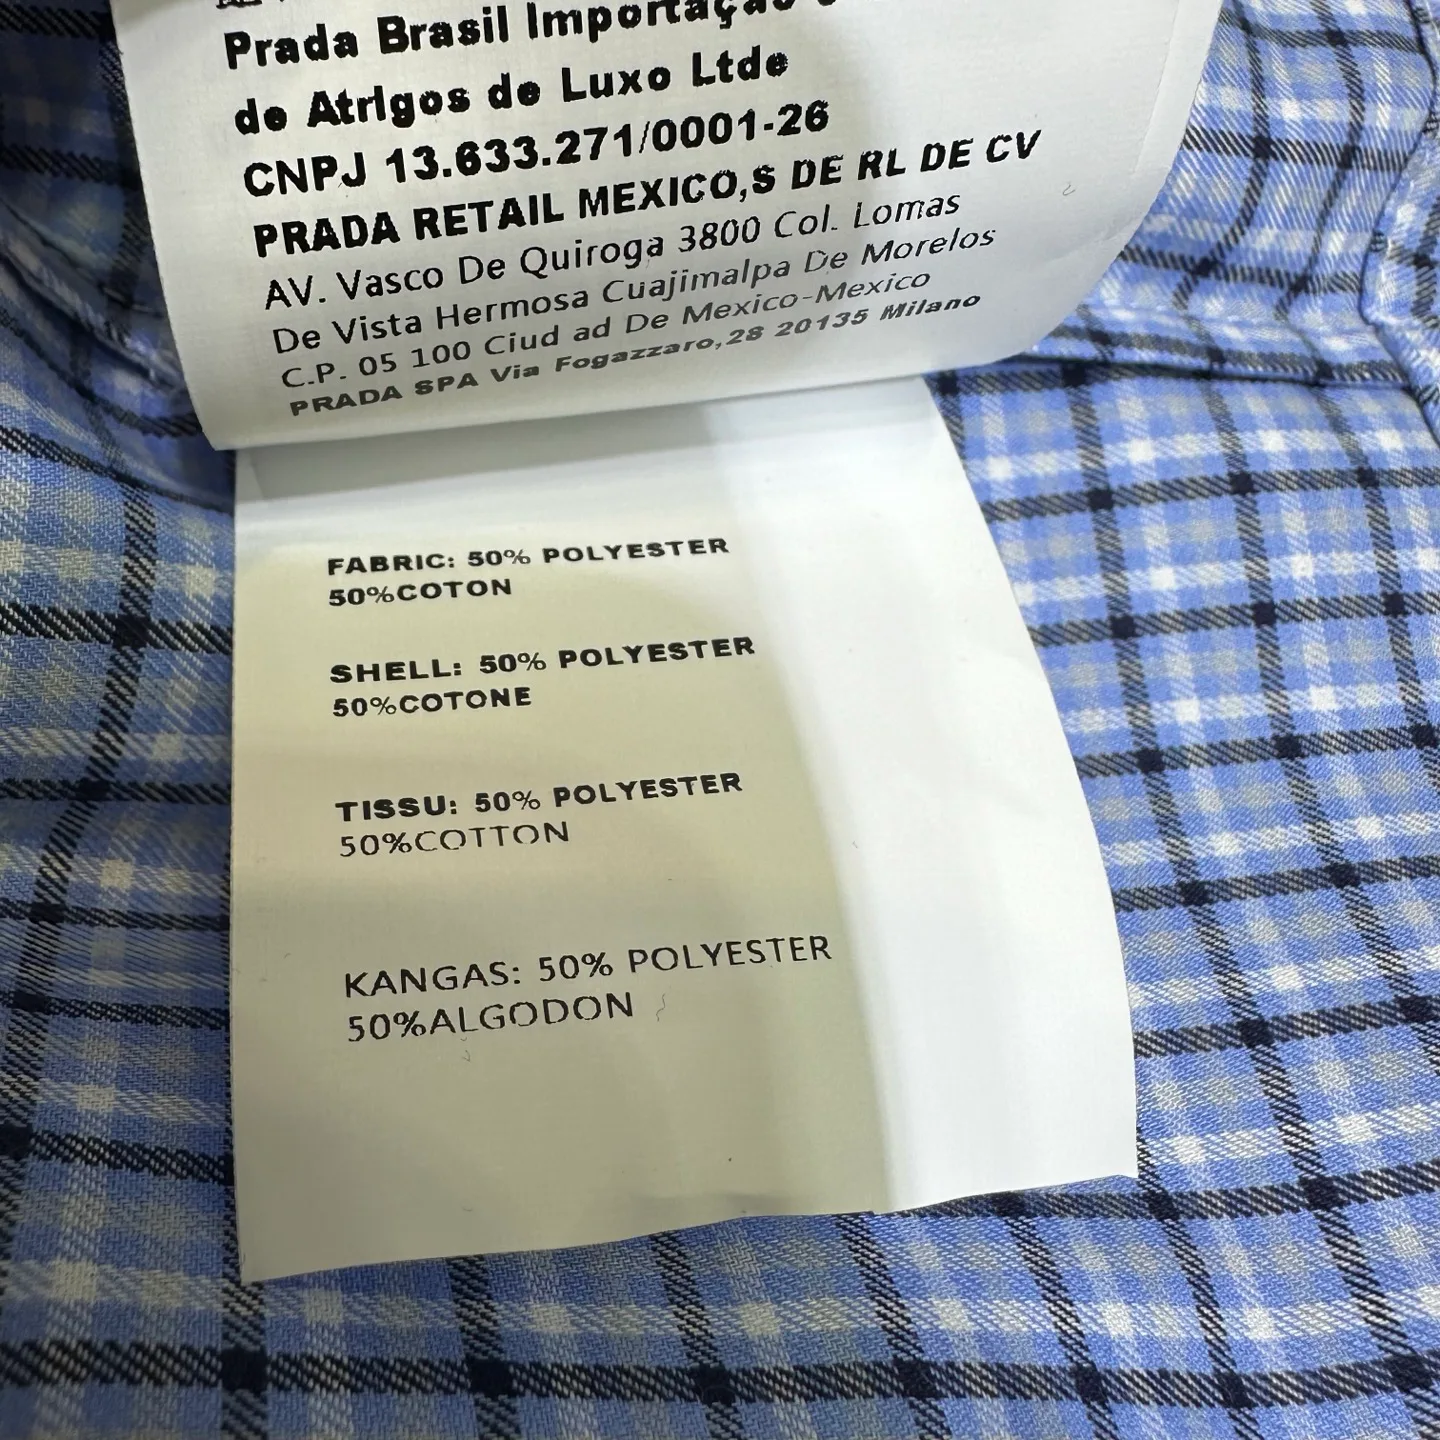 Prada Brasil Importação
de Atrlgos de Luxo Ltde
CNPJ 13.633.271/0001-26
PRADA RETAIL MEXICO,S DE RL DE CV
AV. Vasco De Quiroga 3800 Col. Lomas
De Vista Hermosa Cuajimalpa De Morelos
C.P. 05 100 Ciud ad De Mexico-Mexico
PRADA SPA Via Fogazzaro,28 20135 Milano
FABRIC: 50% POLYESTER
50%COTON
SHELL: 50% POLYESTER
50%COTONE
TISSU: 50% POLYESTER
50%COTTON
KANGAS: 50% POLYESTER
50%ALGODON